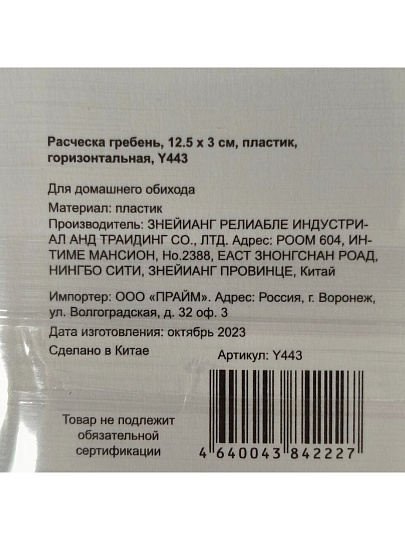 Расческа гребень, 12.5 х 3 см, пластик,
горизонтальная, Y443
Для домашнего обихода
Материал: пластик
Производитель: ЗНЕЙИАНГ РЕЛИАБЛЕ ИНДУСТРИ-
АЛ АНД ТРАИДИНГ СО., ЛТД. Адрес: РООМ 604, ИН-
ТИМЕ МАНСИОН, Но.2388, ЕАСТ ЗНОНГСНАН РОАД,
НИНГБО СИТИ, ЗНЕЙИАНГ ПРОВИНЦЕ, Китай
Импортер: ООО «ПРАЙМ». Адрес: Россия, г. Воронеж,
ул. Волгоградская, д. 32 оф. 3
Дата изготовления: октябрь 2023
Сделано в Китае
Артикул: Y443
Товар не подлежит
обязательной
сертификации
4 640043 842227